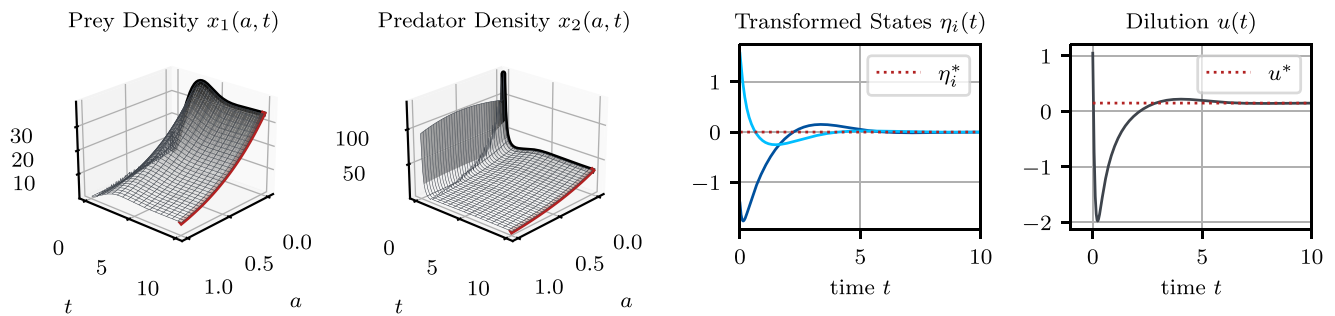 Prey Density x₁(a, t)
30
20
10
0
5
10
t
0.0
0.5
1.0
a
Predator Density x₂(a, t)
100
50
0
5
10
t
0.0
0.5
1.0
a
Transformed States ηᵢ(t)
1
0
−1
0
5
10
ηᵢ*
time t
Dilution u(t)
1
0
−1
−2
0
5
10
u*
time t